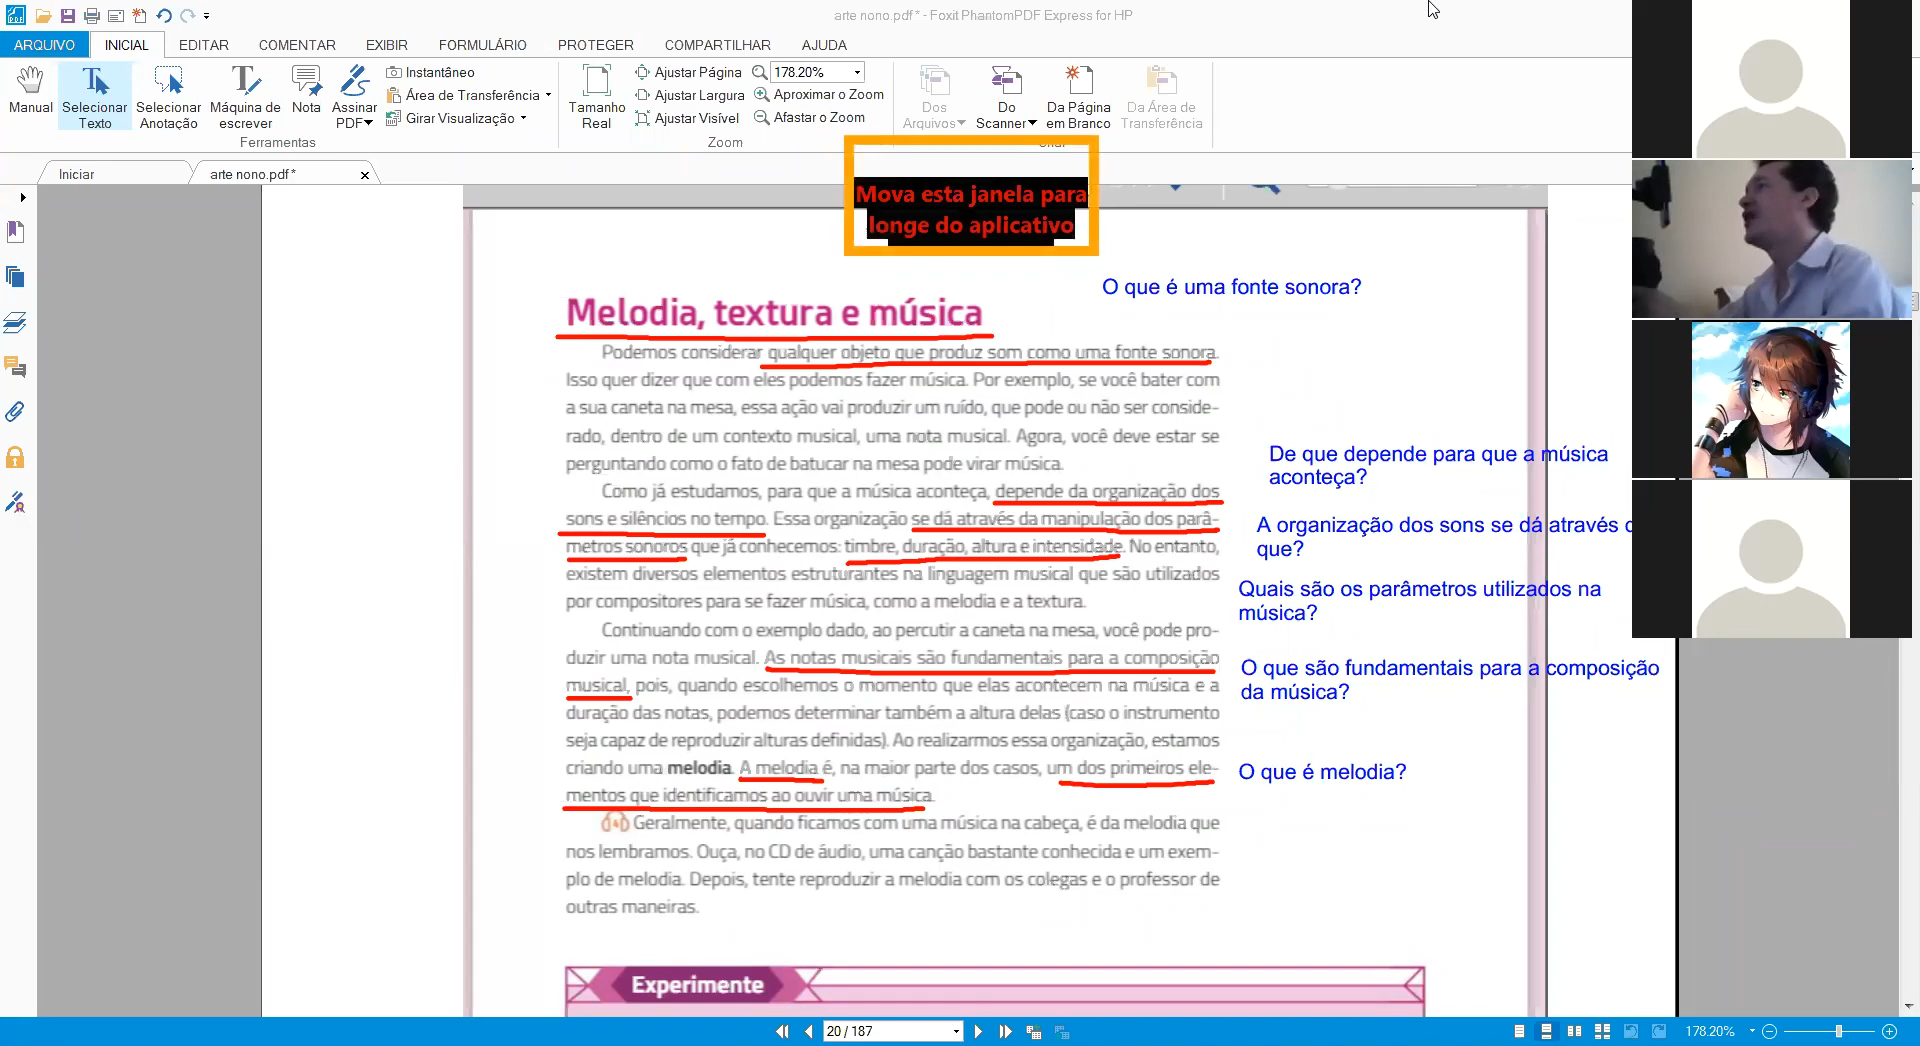 arte nono.pdf * - Foxit PhantomPDF Express for HP
ARQUIVO INICIAL EDITAR COMENTAR EXIBIR FORMULÁRIO PROTEGER COMPARTILHAR AJUDA
Manual
Selecionar
Texto
Selecionar
Anotação
Máquina de
escrever
Nota
Assinar
PDF
Instantâneo
Área de Transferência
Girar Visualização
Ferramentas
Tamanho
Real
Ajustar Página
Ajustar Largura
Ajustar Visível
178.20%
Aproximar o Zoom
Afastar o Zoom
Zoom
Dos
Arquivos
Do
Scanner
Da Página
em Branco
Da Área de
Transferência
Iniciar
arte nono.pdf *
Mova esta janela para
longe do aplicativo
Melodia, textura e música
Podemos considerar qualquer objeto que produz som como uma fonte sonora.
Isso quer dizer que com eles podemos fazer música. Por exemplo, se você bater com
a sua caneta na mesa, essa ação vai produzir um ruído, que pode ou não ser conside-
rado, dentro de um contexto musical, uma nota musical. Agora, você deve estar se
perguntando como o fato de batucar na mesa pode virar música.
Como já estudamos, para que a música aconteça, depende da organização dos
sons e silêncios no tempo. Essa organização se dá através da manipulação dos parâ-
metros sonoros que já conhecemos: timbre, duração, altura e intensidade. No entanto,
existem diversos elementos estruturantes na linguagem musical que são utilizados
por compositores para se fazer música, como a melodia e a textura.
Continuando com o exemplo dado, ao percutir a caneta na mesa, você pode pro-
duzir uma nota musical. As notas musicais são fundamentais para a composição
musical, pois, quando escolhemos o momento que elas acontecem na música e a
duração das notas, podemos determinar também a altura delas (caso o instrumento
seja capaz de reproduzir alturas definidas). Ao realizarmos essa organização, estamos
criando uma melodia. A melodia é, na maior parte dos casos, um dos primeiros ele-
mentos que identificamos ao ouvir uma música.
Geralmente, quando ficamos com uma música na cabeça, é da melodia que
nos lembramos. Ouça, no CD de áudio, uma canção bastante conhecida e um exem-
plo de melodia. Depois, tente reproduzir a melodia com os colegas e o professor de
outras maneiras.
O que é uma fonte sonora?
De que depende para que a música
aconteça?
A organização dos sons se dá através
que?
Quais são os parâmetros utilizados na
música?
O que são fundamentais para a composição
da música?
O que é melodia?
Experimente
20 / 187
178.20%